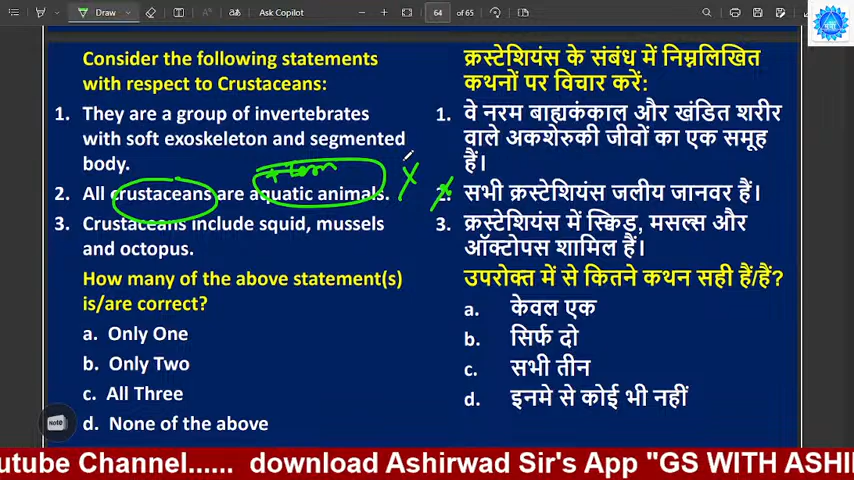 Draw
Ask Copilot
64
of 65
Consider the following statements
with respect to Crustaceans:
1. They are a group of invertebrates
with soft exoskeleton and segmented
body.
+ terr
2. All crustaceans are aquatic animals.
3. Crustaceans include squid, mussels
and octopus.
How many of the above statement(s)
is/are correct?
a. Only One
b. Only Two
c. All Three
d. None of the above
क्रस्टेशियंस के संबंध में निम्नलिखित
कथनों पर विचार करें:
1. वे नरम बाह्यकंकाल और खंडित शरीर
वाले अकशेरुकी जीवों का एक समूह
हैं।
2. सभी क्रस्टेशियंस जलीय जानवर हैं।
3. क्रस्टेशियंस में स्क्विड, मसल्स और
ऑक्टोपस शामिल हैं।
उपरोक्त में से कितने कथन सही हैं/हैं?
a. केवल एक
b. सिर्फ दो
c. सभी तीन
d. इनमे से कोई भी नहीं
utube Channel...... download Ashirwad Sir's App "GS WITH ASHI